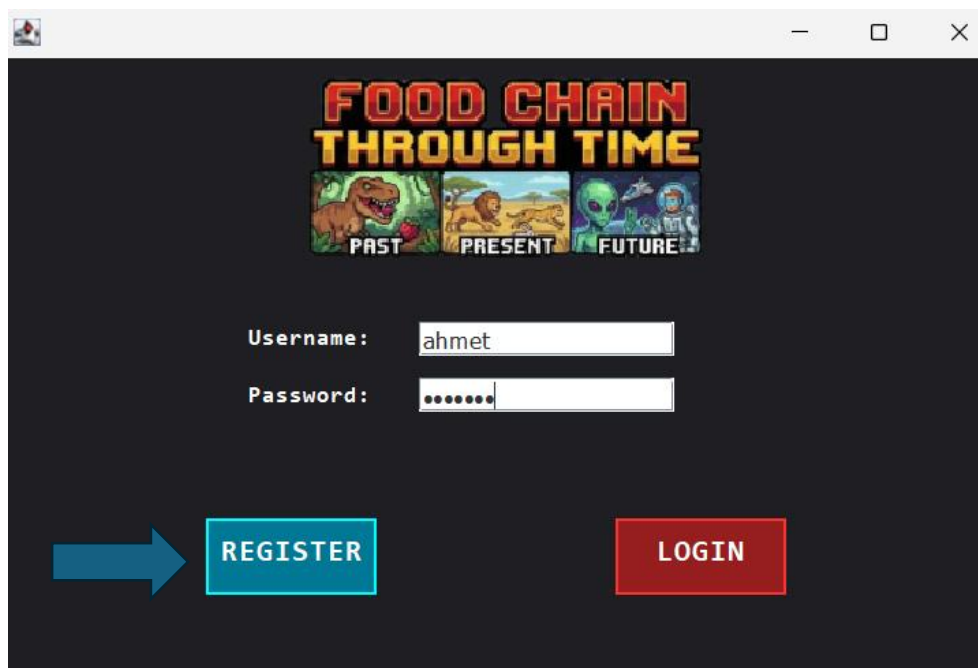 FOOD CHAIN
THROUGH TIME
PAST PRESENT FUTURE
Username: ahmet
Password: •••••••
REGISTER LOGIN